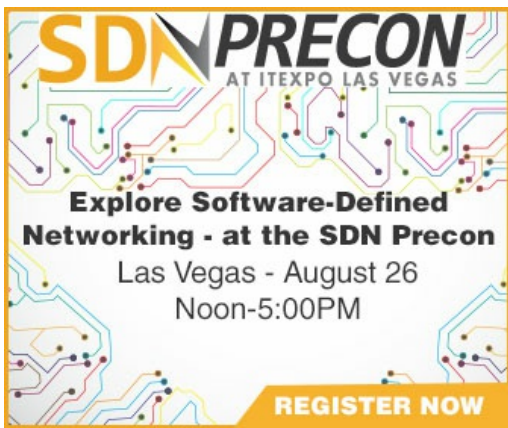 SDN PRECON
AT ITEXPO LAS VEGAS
Explore Software-Defined
Networking - at the SDN Precon
Las Vegas - August 26
Noon-5:00PM
REGISTER NOW